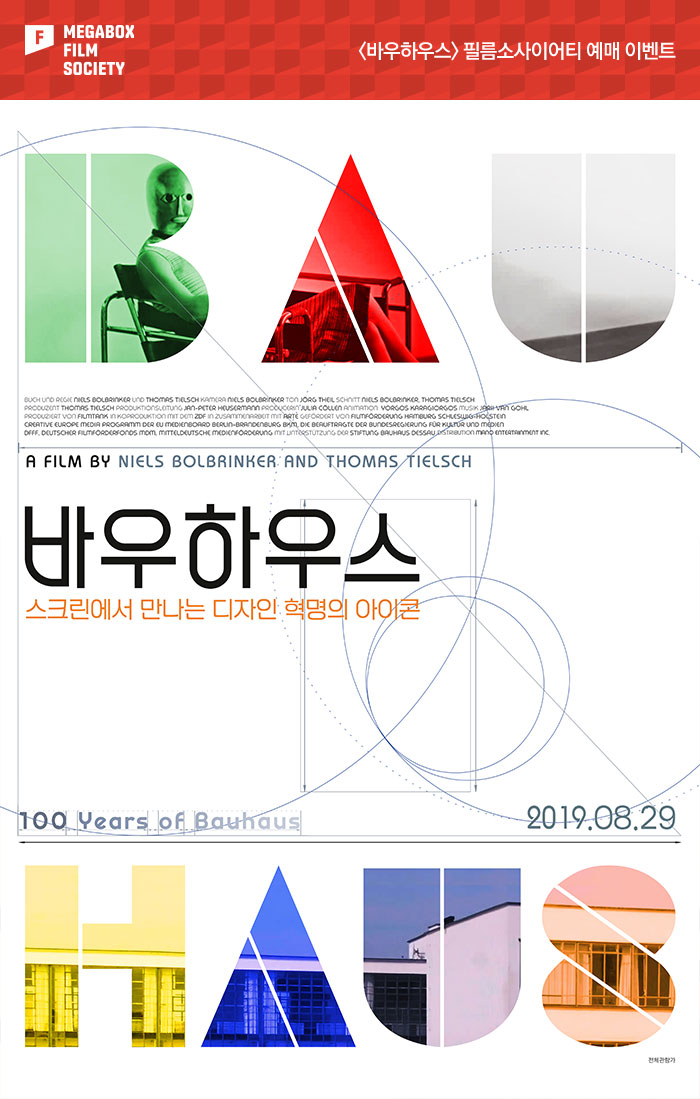 F
MEGABOX
FILM
SOCIETY
<바우하우스> 필름소사이어티 예매 이벤트
BAU
BUCH UND REGIE NIELS BOLBRINKER UND THOMAS TIELSCH KAMERA NIELS BOLBRINKER TON JÖRG THEIL SCHNITT NIELS BOLBRINKER, THOMAS TIELSCH
PRODUZENT THOMAS TIELSCH PRODUKTIONSLEITUNG JAN-PETER HEUSERMANN PRODUCERIN JULIA CÖLLEN ANIMATION YORGOS KARAGIORGOS MUSIK JARII VAN GOHL
PRODUZIERT VON FILMTANK IN KOPRODUKTION MIT DEM ZDF IN ZUSAMMENARBEIT MIT ARTE GEFÖRDERT VON FILMFÖRDERUNG HAMBURG SCHLESWIG-HOLSTEIN
CREATIVE EUROPE MEDIA PROGRAMM DER EU MEDIENBOARD BERLIN-BRANDENBURG BKM, DIE BEAUFTRAGTE DER BUNDESREGIERUNG FÜR KULTUR UND MEDIEN
DFFF, DEUTSCHER FILMFÖRDERFONDS MDM, MITTELDEUTSCHE MEDIENFÖRDERUNG MIT UNTERSTÜTZUNG DER STIFTUNG BAUHAUS DESSAU DISTRIBUTION MAND ENTERTAINMENT INC.
A FILM BY NIELS BOLBRINKER AND THOMAS TIELSCH
바우하우스
스크린에서 만나는 디자인 혁명의 아이콘
100 Years of Bauhaus
2019.08.29
HAUS
전체관람가